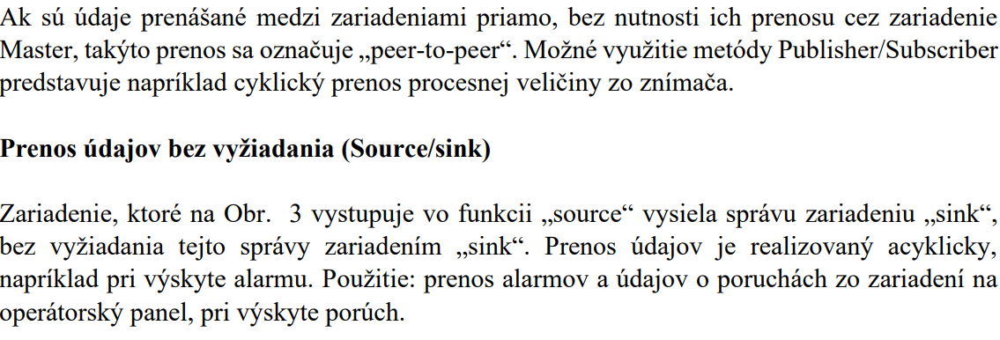 Ak sú údaje prenášané medzi zariadeniami priamo, bez nutnosti ich prenosu cez zariadenie
Master, takýto prenos sa označuje „peer-to-peer“. Možné využitie metódy Publisher/Subscriber
predstavuje napríklad cyklický prenos procesnej veličiny zo znímača.
Prenos údajov bez vyžiadania (Source/sink)
Zariadenie, ktoré na Obr.  3 vystupuje vo funkcii „source“ vysiela správu zariadeniu „sink“,
bez vyžiadania tejto správy zariadením „sink“. Prenos údajov je realizovaný acyklicky,
napríklad pri výskyte alarmu. Použitie: prenos alarmov a údajov o poruchách zo zariadení na
operátorský panel, pri výskyte porúch.